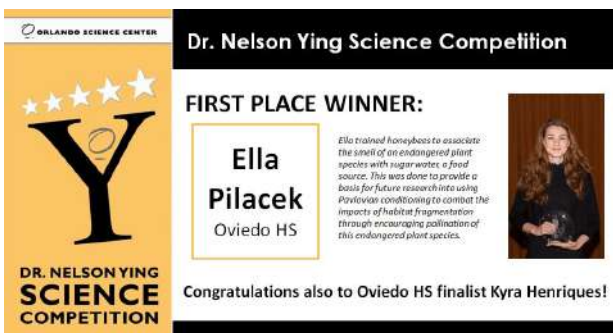 ORLANDO SCIENCE CENTER
Dr. Nelson Ying Science Competition
Y
DR. NELSON YING
SCIENCE
COMPETITION
FIRST PLACE WINNER:
Ella
Pilacek
Oviedo HS
Ella trained honeybees to associate
the smell of an endangered plant
species with sugar water, a food
source. This was done to provide a
basis for future research into using
Pavlovian conditioning to combat the
impacts of habitat fragmentation
through encouraging pollination of
this endangered plant species.
Congratulations also to Oviedo HS finalist Kyra Henriques!